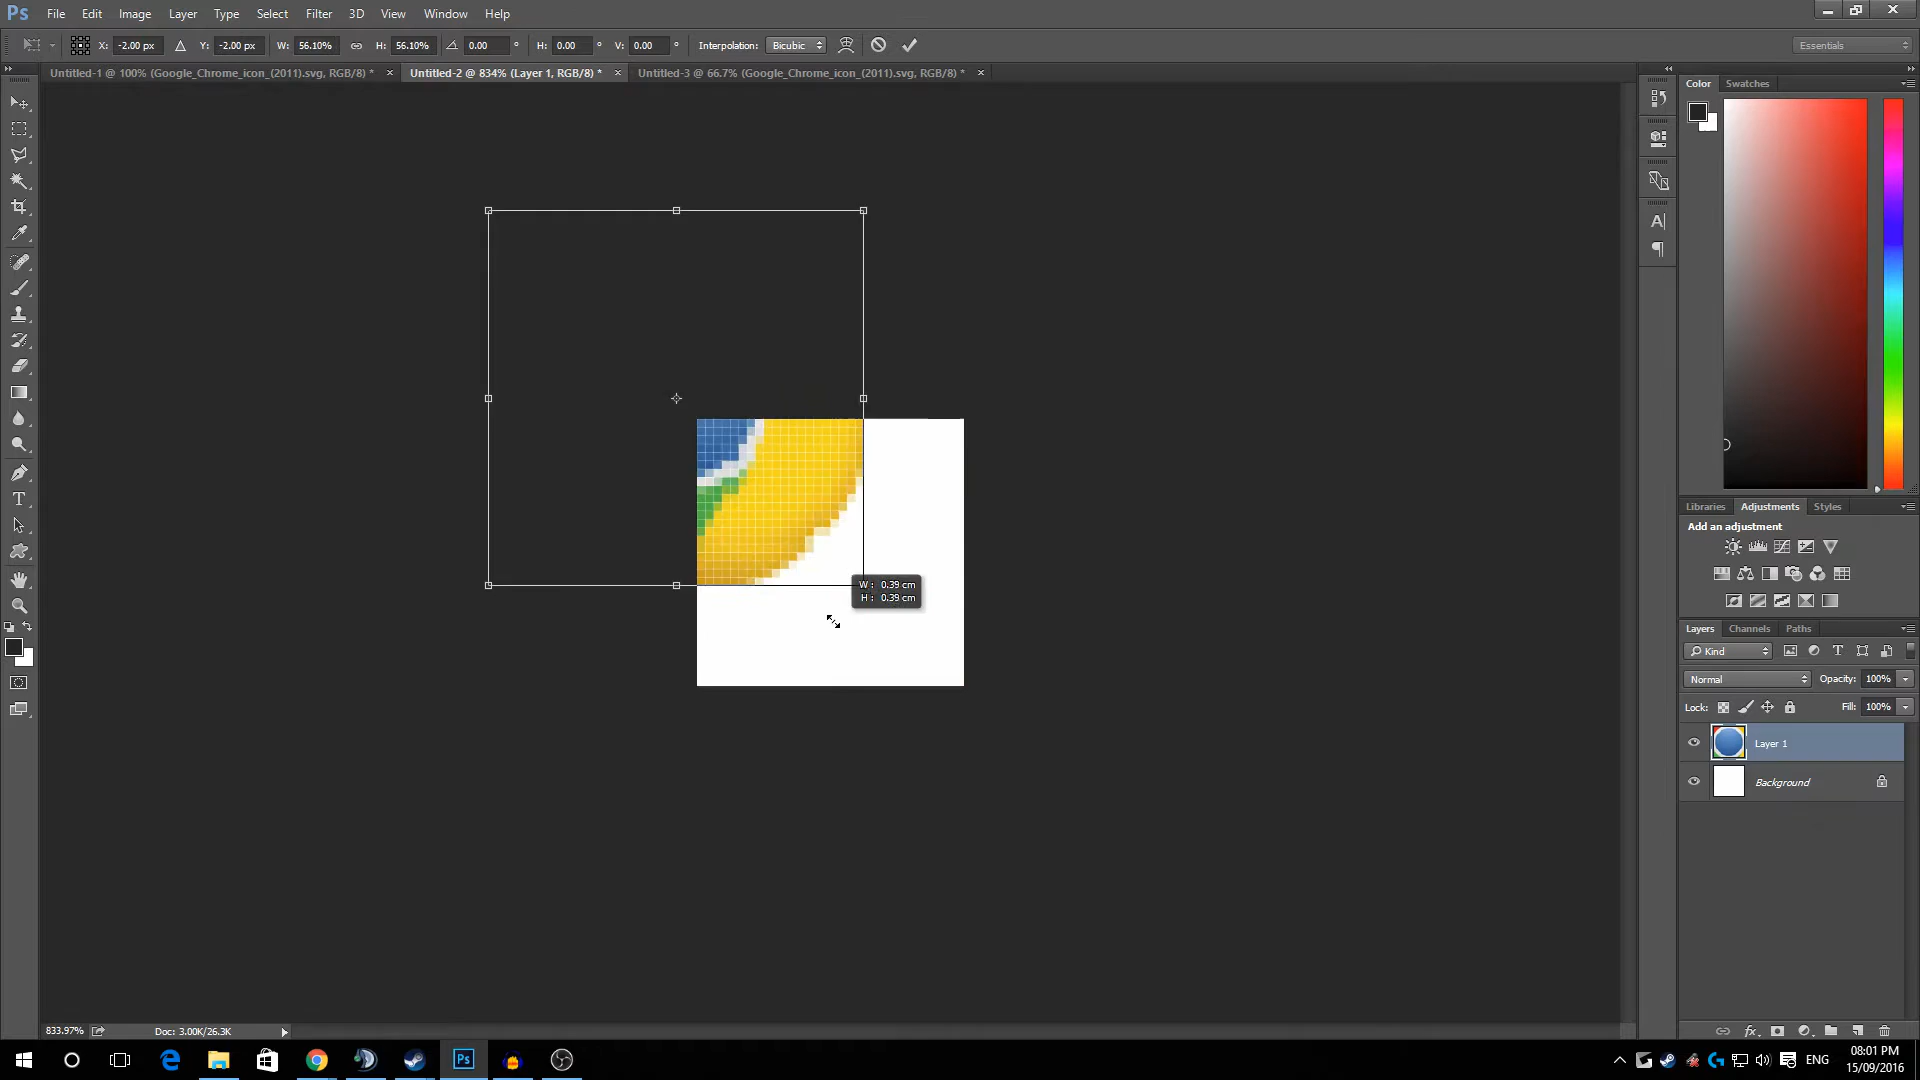 Ps File Edit Image Layer Type Select Filter 3D View Window Help
X: -2.00 px Y: -2.00 px W: 56.10% H: 56.10% 0.00 ° H: 0.00 ° V: 0.00 ° Interpolation: Bicubic Essentials
Untitled-1 @ 100% (Google_Chrome_icon_(2011).svg, RGB/8) * × Untitled-2 @ 834% (Layer 1, RGB/8) * × Untitled-3 @ 66.7% (Google_Chrome_icon_(2011).svg, RGB/8) * ×
Color Swatches
W: 0.39 cm
H: 0.39 cm
Libraries Adjustments Styles
Add an adjustment
Layers Channels Paths
Kind
Normal Opacity: 100%
Lock: Fill: 100%
Layer 1
Background
833.97% Doc: 3.00K/26.3K
Ps ENG 08:01 PM
15/09/2016